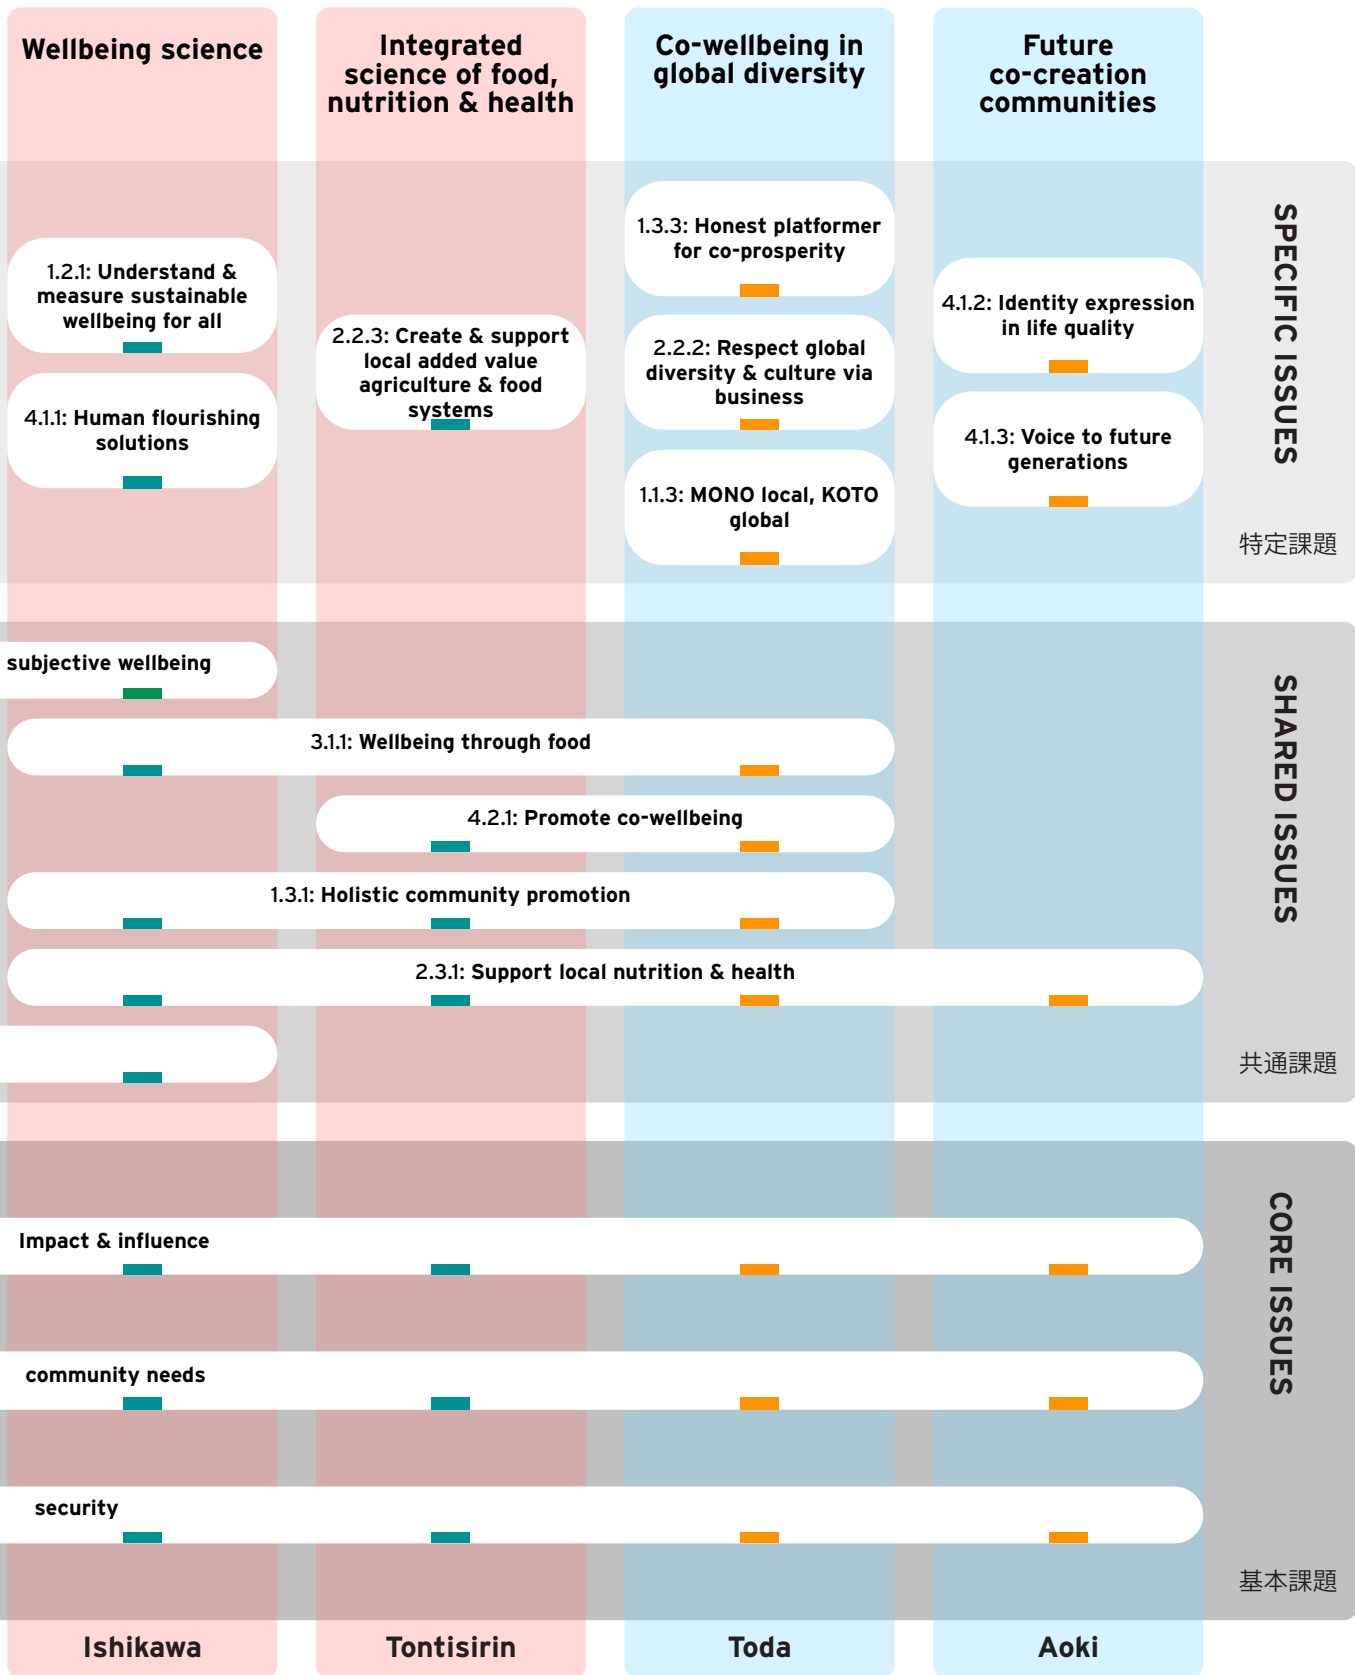 Wellbeing science
Integrated
science of food,
nutrition & health
Co-wellbeing in
global diversity
Future
co-creation
communities
1.2.1: Understand &
measure sustainable
wellbeing for all
4.1.1: Human flourishing
solutions
2.2.3: Create & support
local added value
agriculture & food
systems
1.3.3: Honest platformer
for co-prosperity
2.2.2: Respect global
diversity & culture via
business
1.1.3: MONO local, KOTO
global
4.1.2: Identity expression
in life quality
4.1.3: Voice to future
generations
SPECIFIC ISSUES
特定課題
subjective wellbeing
3.1.1: Wellbeing through food
4.2.1: Promote co-wellbeing
1.3.1: Holistic community promotion
2.3.1: Support local nutrition & health
SHARED ISSUES
共通課題
Impact & influence
community needs
security
CORE ISSUES
基本課題
Ishikawa
Tontisirin
Toda
Aoki